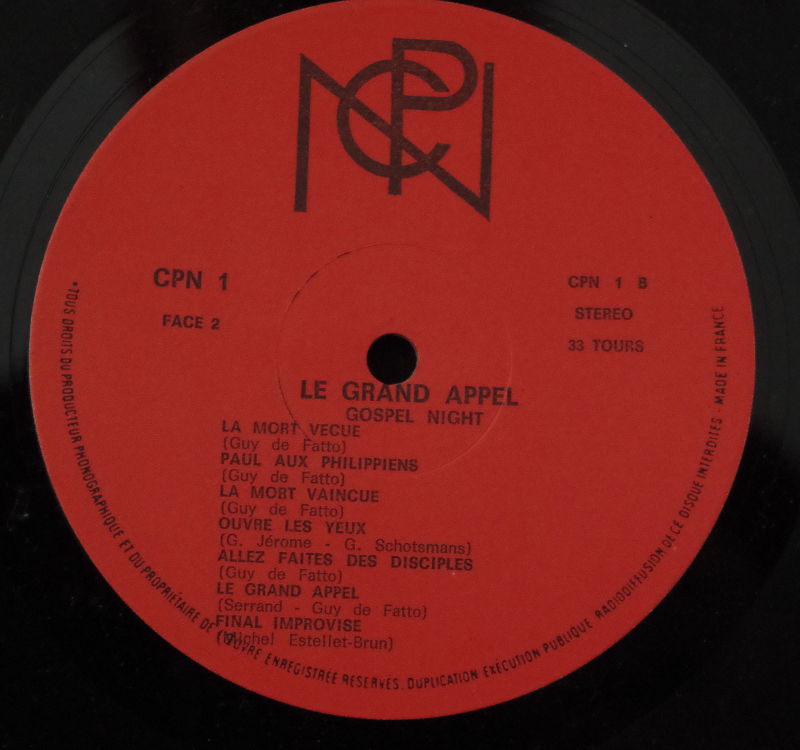 CPN
CPN 1
FACE 2
CPN 1 B
STEREO
33 TOURS
LE GRAND APPEL
GOSPEL NIGHT
LA MORT VECUE
(Guy de Fatto)
PAUL AUX PHILIPPIENS
(Guy de Fatto)
LA MORT VAINCUE
(Guy de Fatto)
OUVRE LES YEUX
(G. Jérome - G. Schotsmans)
ALLEZ FAITES DES DISCIPLES
(Guy de Fatto)
LE GRAND APPEL
(Serrand - Guy de Fatto)
FINAL IMPROVISE
(Michel Estellet-Brun)
*TOUS DROITS DU PRODUCTEUR PHONOGRAPHIQUE ET DU PROPRIÉTAIRE DE L'ŒUVRE ENREGISTRÉE RÉSERVÉS. DUPLICATION EXÉCUTION PUBLIQUE RADIODIFFUSION DE CE DISQUE INTERDITES - MADE IN FRANCE